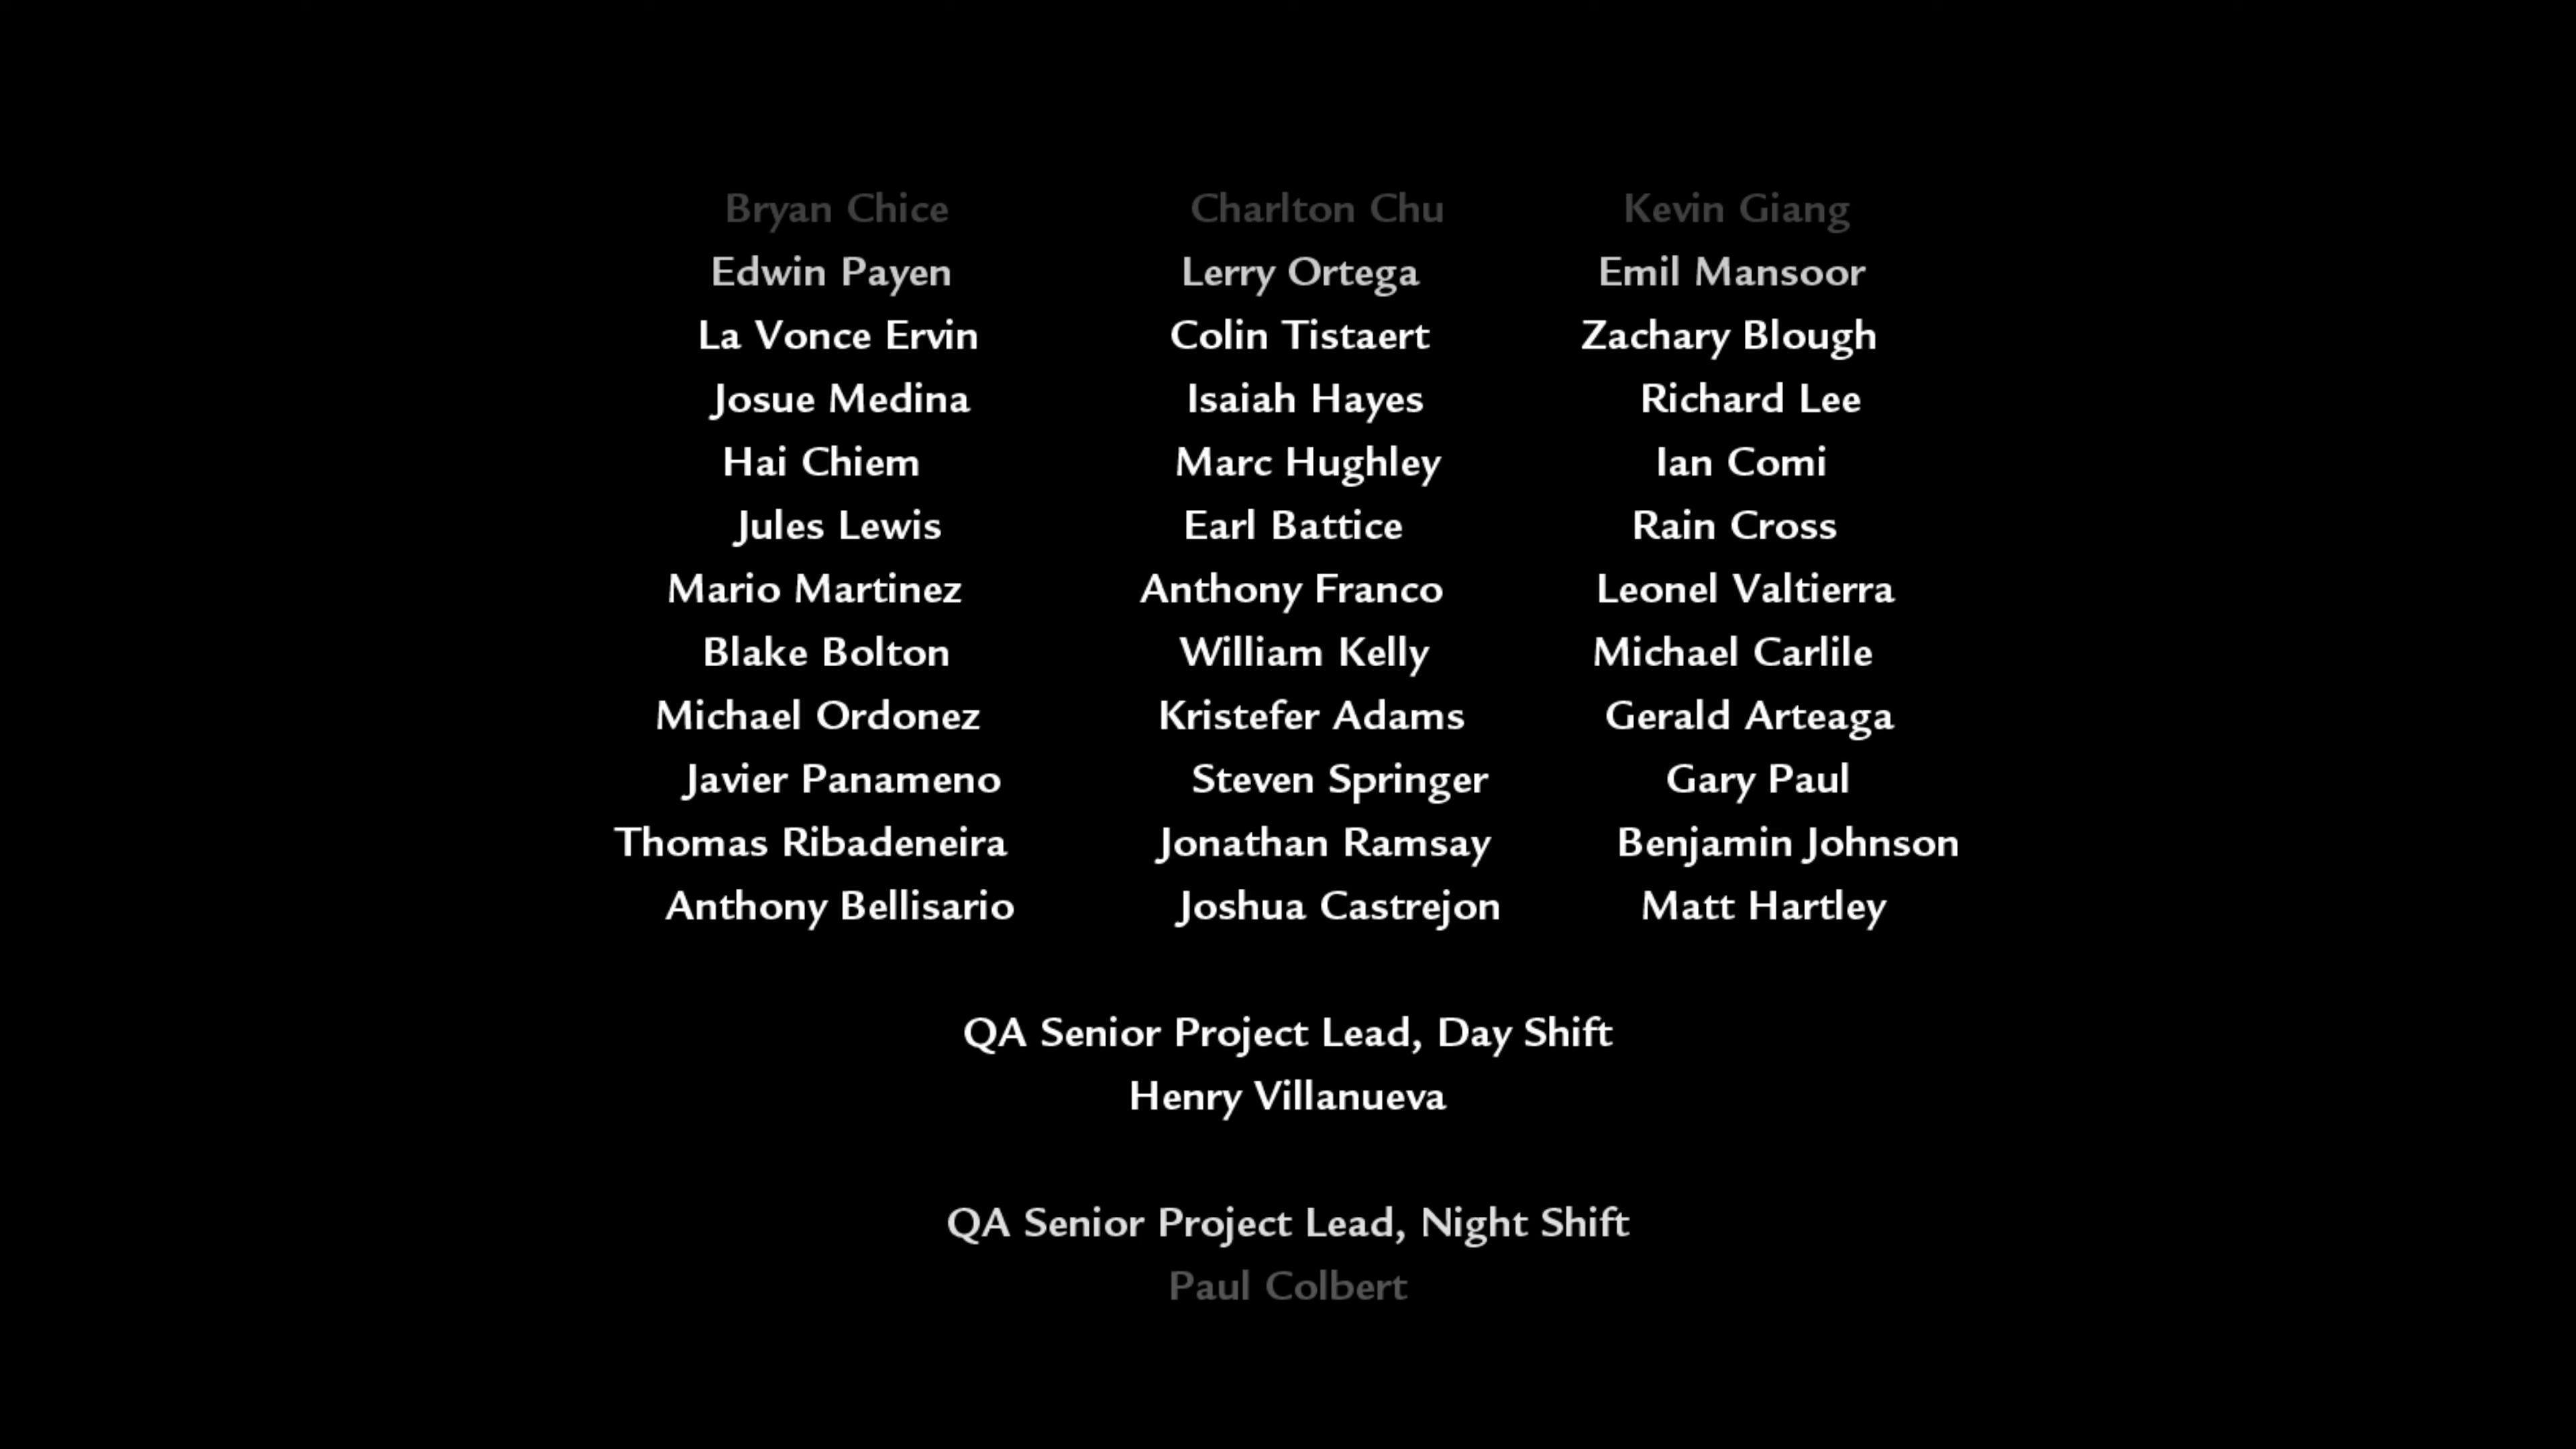 Bryan Chice Charlton Chu Kevin Giang
Edwin Payen Lerry Ortega Emil Mansoor
La Vonce Ervin Colin Tistaert Zachary Blough
Josue Medina Isaiah Hayes Richard Lee
Hai Chiem Marc Hughley Ian Comi
Jules Lewis Earl Battice Rain Cross
Mario Martinez Anthony Franco Leonel Valtierra
Blake Bolton William Kelly Michael Carlile
Michael Ordonez Kristefer Adams Gerald Arteaga
Javier Panameno Steven Springer Gary Paul
Thomas Ribadeneira Jonathan Ramsay Benjamin Johnson
Anthony Bellisario Joshua Castrejon Matt Hartley
QA Senior Project Lead, Day Shift
Henry Villanueva
QA Senior Project Lead, Night Shift
Paul Colbert